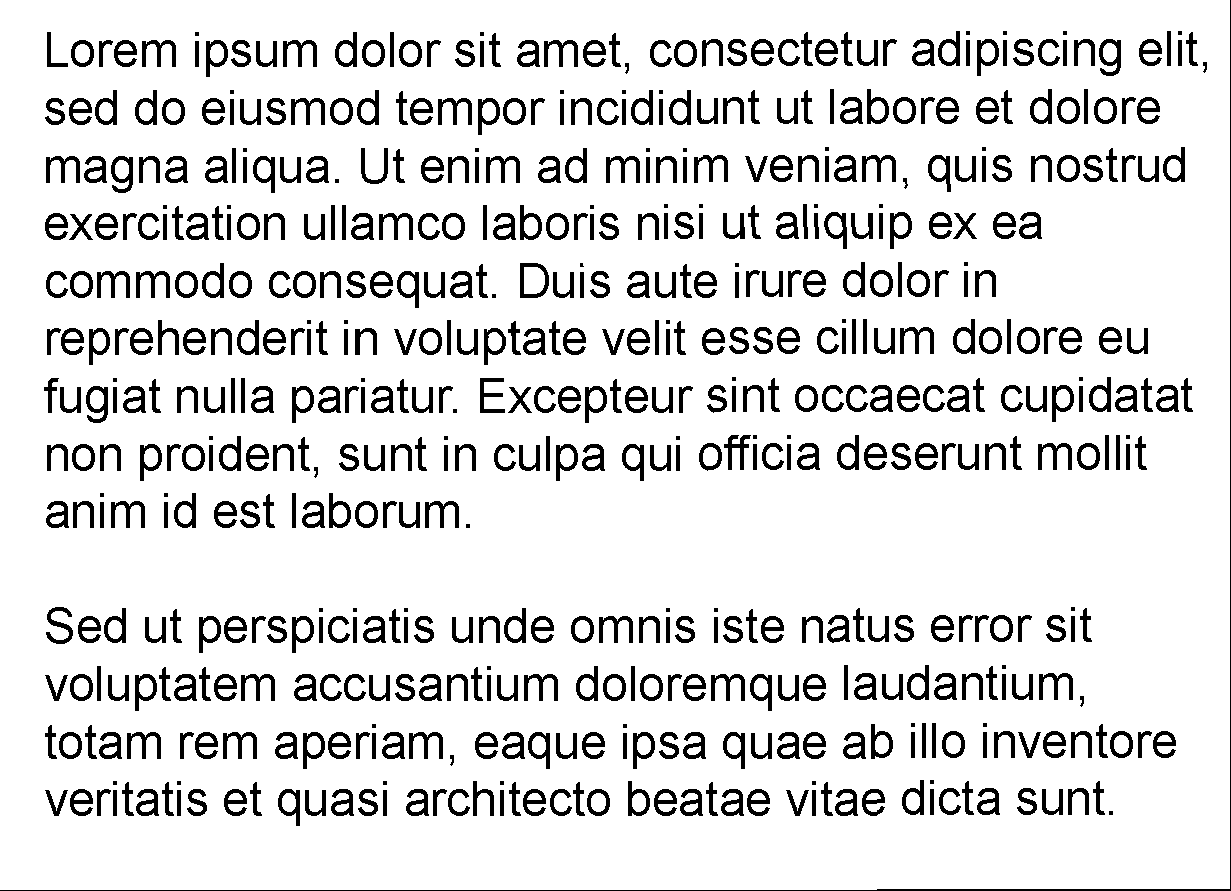 Lorem ipsum dolor sit amet, consectetur adipiscing elit,
sed do eiusmod tempor incididunt ut labore et dolore
magna aliqua. Ut enim ad minim veniam, quis nostrud
exercitation ullamco laboris nisi ut aliquip ex ea
commodo consequat. Duis aute irure dolor in
reprehenderit in voluptate velit esse cillum dolore eu
fugiat nulla pariatur. Excepteur sint occaecat cupidatat
non proident, sunt in culpa qui officia deserunt mollit
anim id est laborum.

Sed ut perspiciatis unde omnis iste natus error sit
voluptatem accusantium doloremque laudantium,
totam rem aperiam, eaque ipsa quae ab illo inventore
veritatis et quasi architecto beatae vitae dicta sunt.